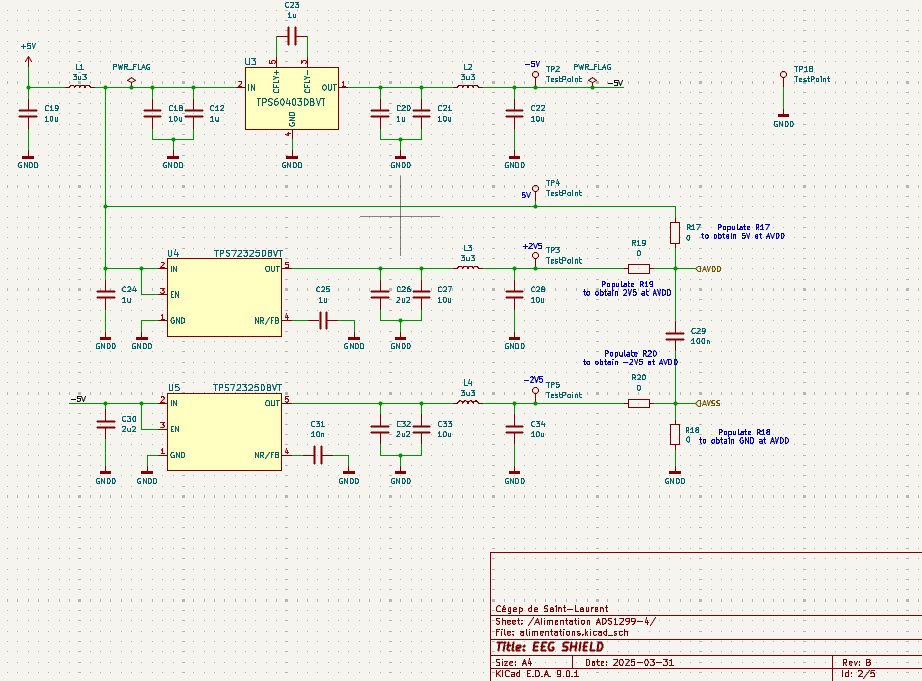 C23
1u
+5V
L1
3u3
PWR_FLAG
C19
10u
GNDD
C18
10u
C12
1u
GNDD
U3
5
3
CFLY+
CFLY-
2
IN
OUT
1
TPS60403DBVT
GND
4
GNDD
C20
1u
C21
10u
GNDD
L2
3u3
-5V
TP2
TestPoint
PWR_FLAG
-5V
C22
10u
GNDD
TP18
TestPoint
GNDD
5V
TP4
TestPoint
R17
0
Populate R17
to obtain 5V at AVDD
U4
TPS72325DBVT
2
IN
OUT
5
3
EN
1
GND
NR/FB
4
C24
1u
GNDD
GNDD
C25
1u
GNDD
C26
2u2
C27
10u
GNDD
L3
3u3
+2V5
TP3
TestPoint
C28
10u
GNDD
R19
0
Populate R19
to obtain 2V5 at AVDD
AVDD
C29
100n
Populate R20
to obtain -2V5 at AVDD
-5V
U5
TPS72325DBVT
2
IN
OUT
5
3
EN
1
GND
NR/FB
4
C30
2u2
GNDD
GNDD
C31
10n
GNDD
C32
2u2
C33
10u
GNDD
L4
3u3
-2V5
TP5
TestPoint
C34
10u
GNDD
R20
0
AVSS
R18
0
Populate R18
to obtain GND at AVDD
GNDD
Cégep de Saint-Laurent
Sheet: /Alimentation ADS1299-4/
File: alimentations.kicad_sch
Title: EEG SHIELD
Size: A4
Date: 2025-03-31
Rev: B
KiCad E.D.A. 9.0.1
Id: 2/5